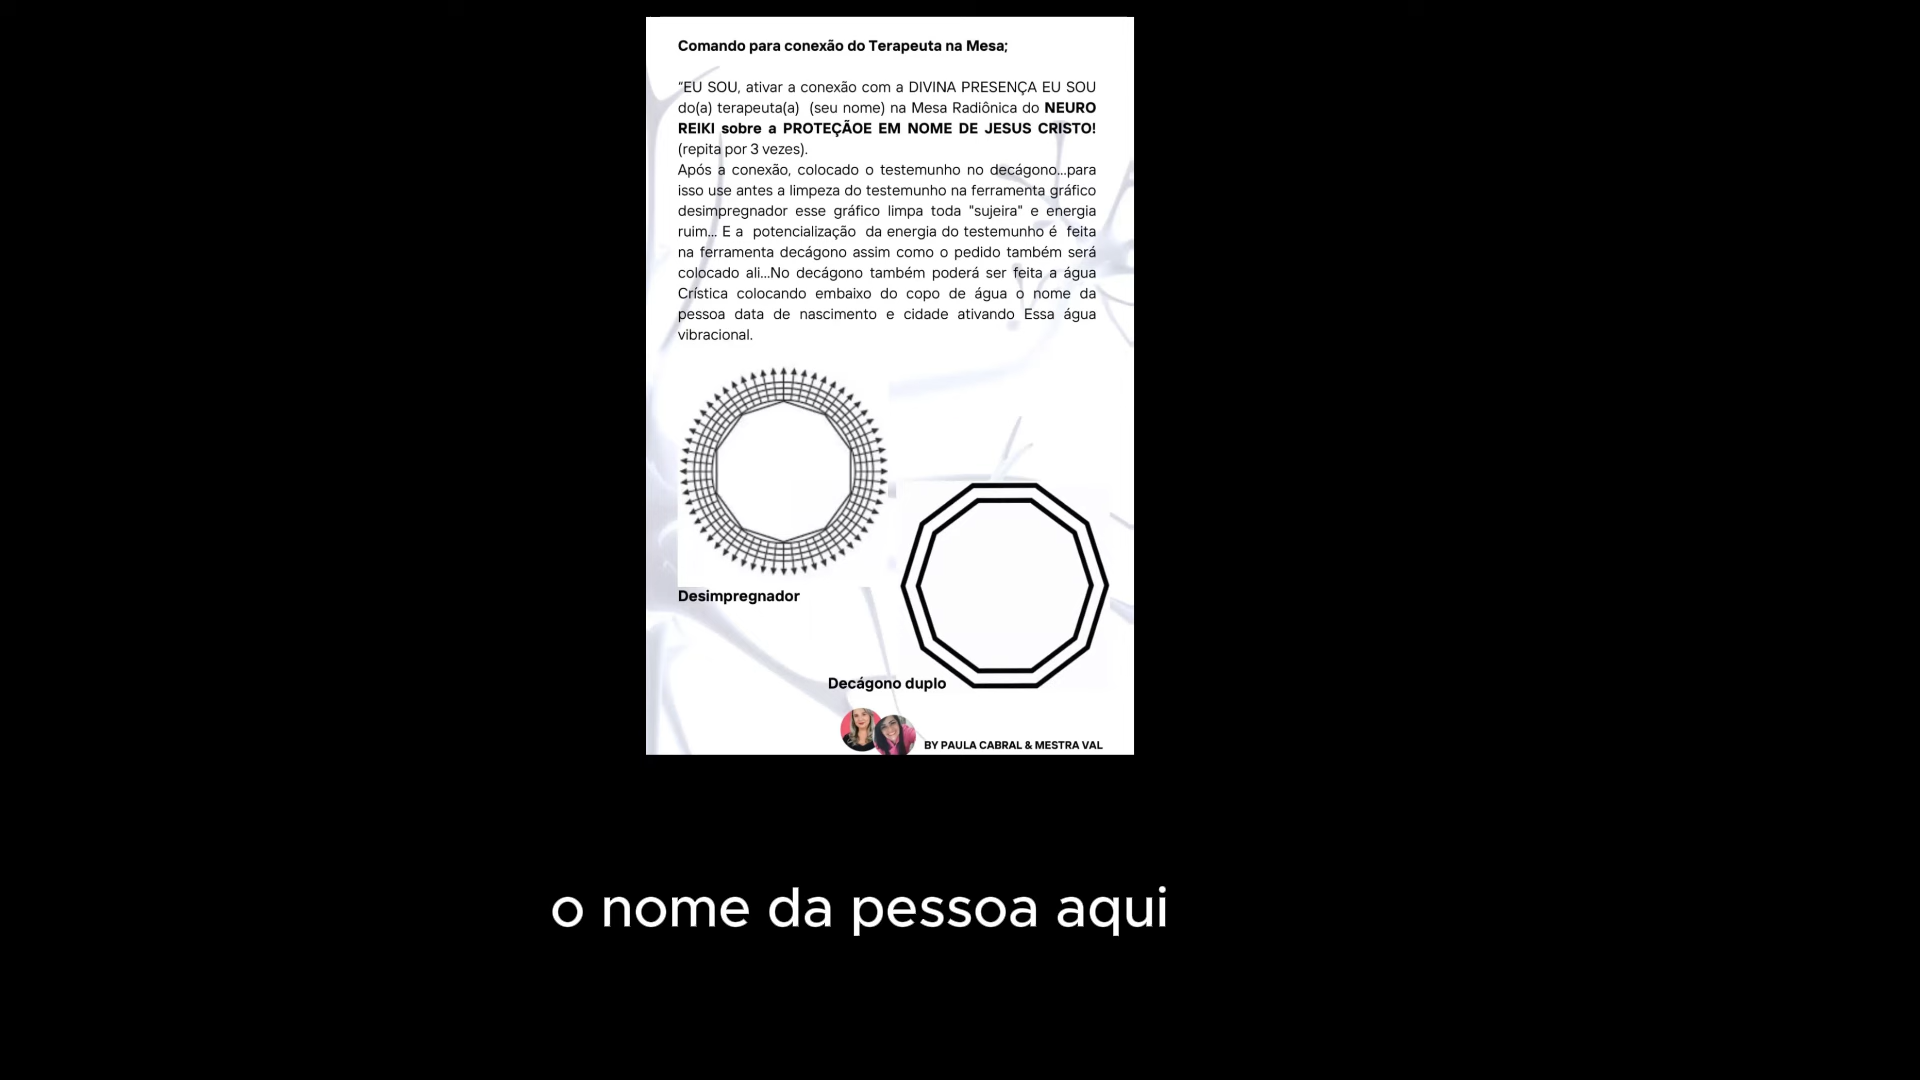 Comando para conexão do Terapeuta na Mesa;
“EU SOU, ativar a conexão com a DIVINA PRESENÇA EU SOU
do(a) terapeuta(a) (seu nome) na Mesa Radiônica do NEURO
REIKI sobre a PROTEÇÃOE EM NOME DE JESUS CRISTO!
(repita por 3 vezes).
Após a conexão, colocado o testemunho no decágono...para
isso use antes a limpeza do testemunho na ferramenta gráfico
desimpregnador esse gráfico limpa toda "sujeira" e energia
ruim... E a potencialização da energia do testemunho é feita
na ferramenta decágono assim como o pedido também será
colocado ali...No decágono também poderá ser feita a água
Crística colocando embaixo do copo de água o nome da
pessoa data de nascimento e cidade ativando Essa água
vibracional.
Desimpregnador
Decágono duplo
BY PAULA CABRAL & MESTRA VAL
o nome da pessoa aqui